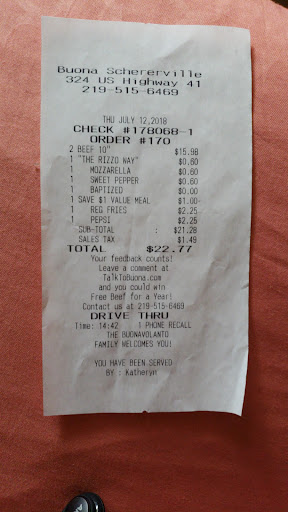 Buona Schererville
324 US Highway 41
219-515-6469
THU JULY 12,2018
CHECK #178068-1
ORDER #170
2 BEEF 10" $15.98
1 "THE RIZZO WAY" $0.60
1 MOZZARELLA $0.60
1 SWEET PEPPER $0.60
1 BAPTIZED $0.00
1 SAVE $1 VALUE MEAL $1.00-
1 REG FRIES $2.25
1 PEPSI $2.25
SUB-TOTAL : $21.28
SALES TAX : $1.49
TOTAL $22.77
Your feedback counts!
Leave a comment at
TalkToBuona.com
and you could win
Free Beef for a Year!
Contact us at 219-515-6469
DRIVE THRU
Time: 14:42 1 PHONE RECALL
THE BUONAVOLANTO
FAMILY WELCOMES YOU!
YOU HAVE BEEN SERVED
BY : Katheryn